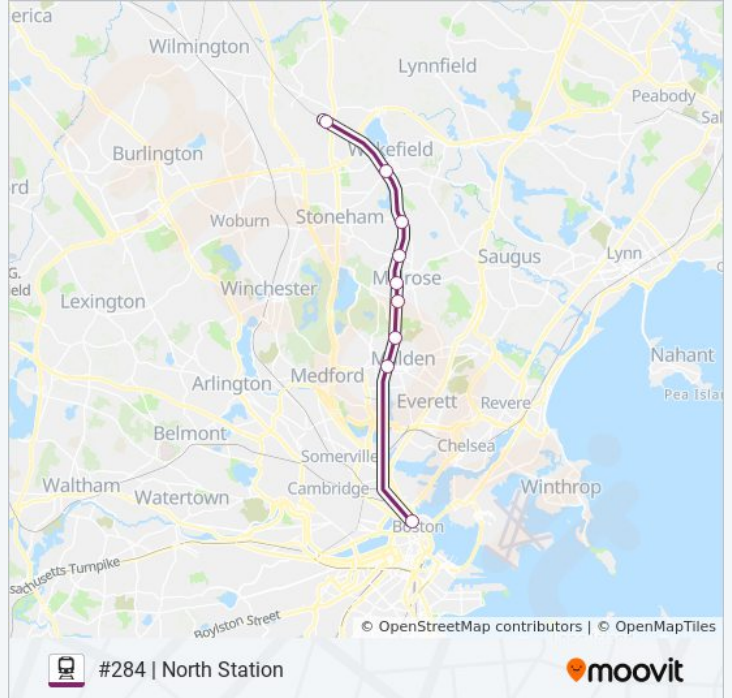 erica
Wilmington
Lynnfield
Peabody
Sal
Burlington
Wakefield
rd
Woburn
Stoneham
Saugus
Lynn
G.
eld
Melrose
Winchester
Lexington
Nahant
Malden
Medford
Arlington
Pea Islan
Everett
Revere
Belmont
Chelsea
Somerville
Waltham
Cambridge
Winthrop
Watertown
Boston
sachusetts Turnpike
Boylston Street
© OpenStreetMap contributors | © OpenMapTiles
#284 | North Station
moovit